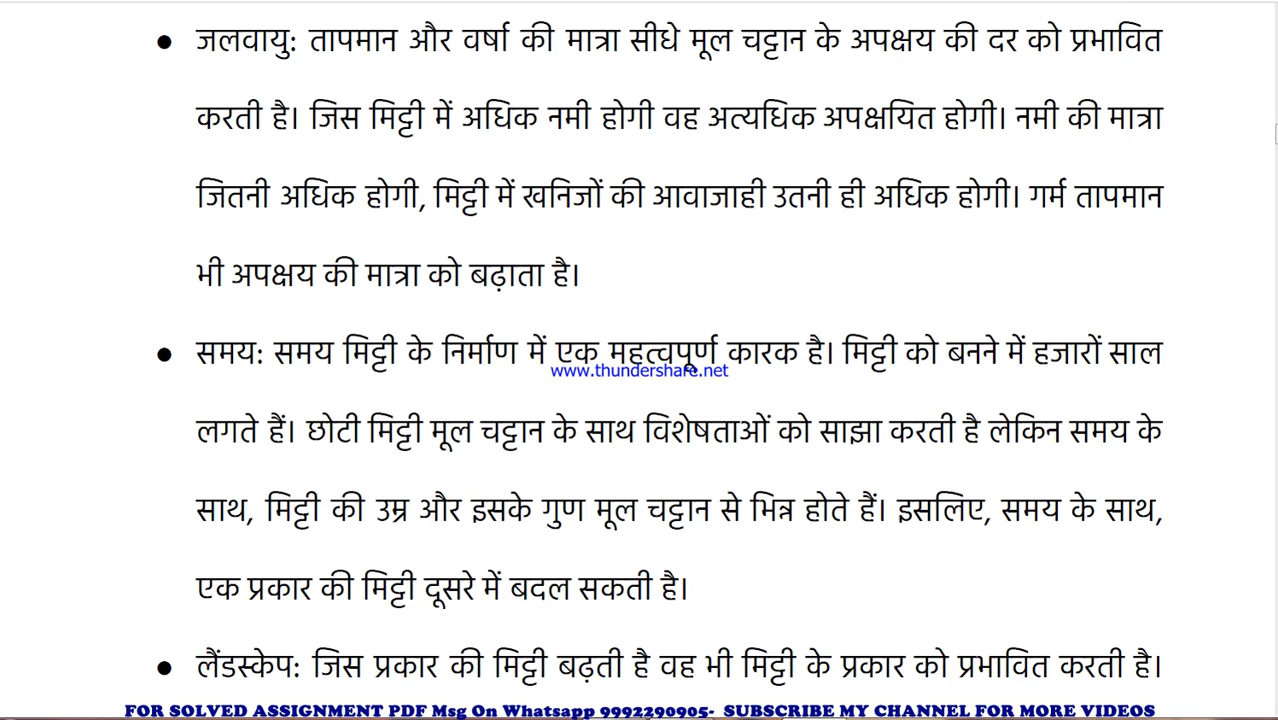 ● जलवायु: तापमान और वर्षा की मात्रा सीधे मूल चट्टान के अपक्षय की दर को प्रभावित
करती है। जिस मिट्टी में अधिक नमी होगी वह अत्यधिक अपक्षयित होगी। नमी की मात्रा
जितनी अधिक होगी, मिट्टी में खनिजों की आवाजाही उतनी ही अधिक होगी। गर्म तापमान
भी अपक्षय की मात्रा को बढ़ाता है।
● समय: समय मिट्टी के निर्माण में एक महत्वपूर्ण कारक है। मिट्टी को बनने में हजारों साल
www.thundershare.net
लगते हैं। छोटी मिट्टी मूल चट्टान के साथ विशेषताओं को साझा करती है लेकिन समय के
साथ, मिट्टी की उम्र और इसके गुण मूल चट्टान से भिन्न होते हैं। इसलिए, समय के साथ,
एक प्रकार की मिट्टी दूसरे में बदल सकती है।
● लैंडस्केप: जिस प्रकार की मिट्टी बढ़ती है वह भी मिट्टी के प्रकार को प्रभावित करती है।
FOR SOLVED ASSIGNMENT PDF Msg On Whatsapp 9992290905- SUBSCRIBE MY CHANNEL FOR MORE VIDEOS